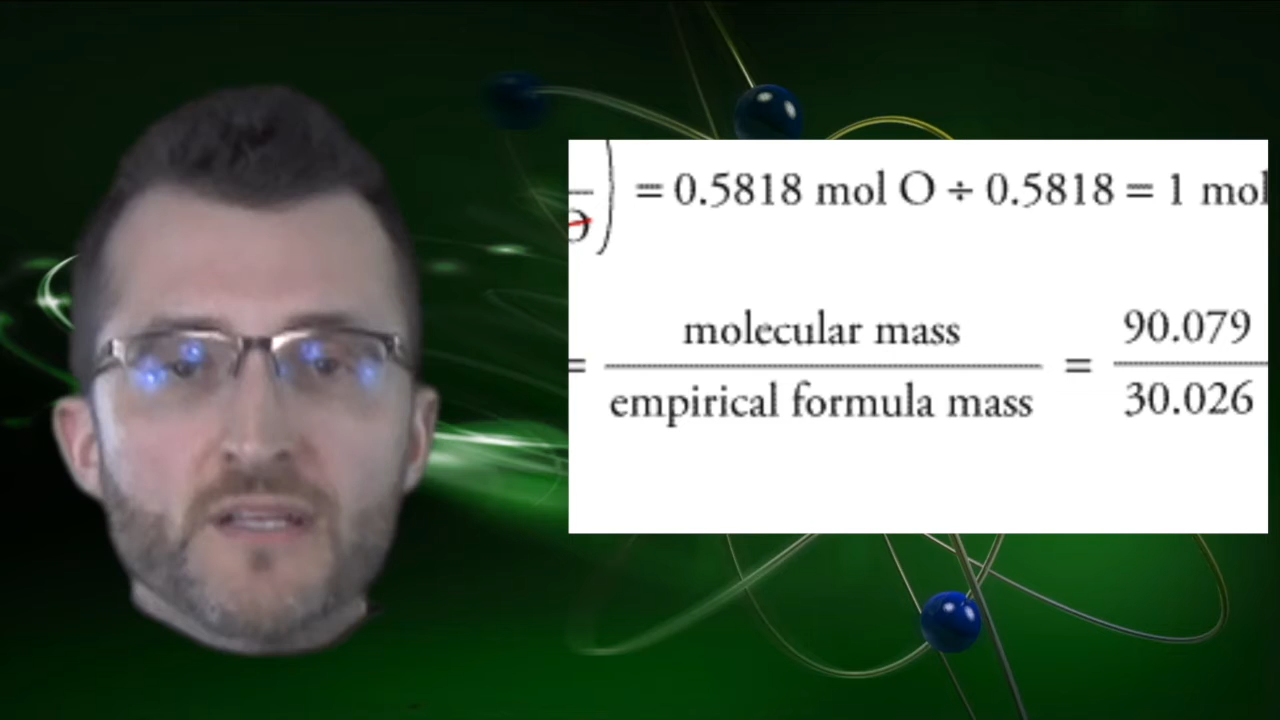 = 0.5818 mol O ÷ 0.5818 = 1 mol
= molecular mass / empirical formula mass = 90.079 / 30.026